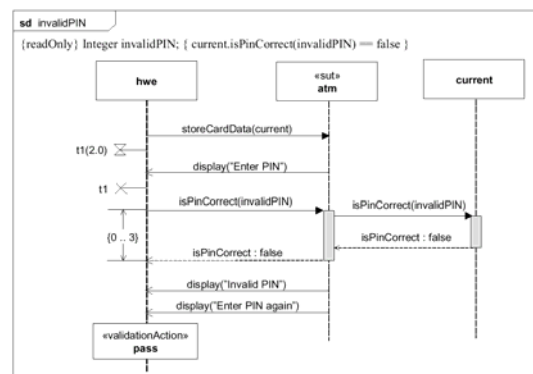 sd invalidPIN
{readOnly} Integer invalidPIN; { current.isPinCorrect(invalidPIN) == false }
hwe
«sut»
atm
current
storeCardData(current)
t1(2.0)
display("Enter PIN")
t1
isPinCorrect(invalidPIN)
isPinCorrect(invalidPIN)
{0 .. 3}
isPinCorrect : false
isPinCorrect : false
display("Invalid PIN")
display("Enter PIN again")
«validationAction»
pass